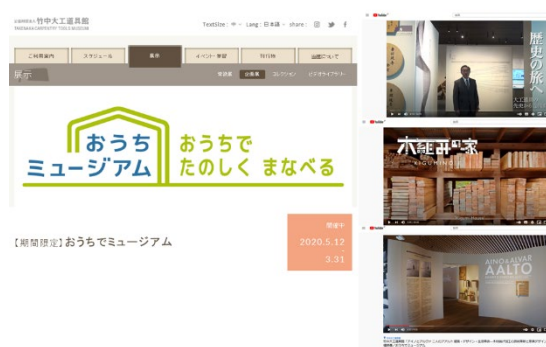 竹中大工道具館
TAKENAKA CARPENTRY TOOLS MUSEUM
TextSize: 中 - Lang: 日本語 - share:
ご利用案内
スケジュール
展示
イベント・講習
刊行物
当館について
展示
常設展
企画展
コレクション
ビデオライブラリー
おうち
ミュージアム
おうちで
たのしく まなべる
【期間限定】おうちでミュージアム
開催中
2020.5.12
3.31
YouTube
歴史の旅へ
YouTube
木組の家
KIGUMINOIE
YouTube
AINO & ALVAR
AALTO